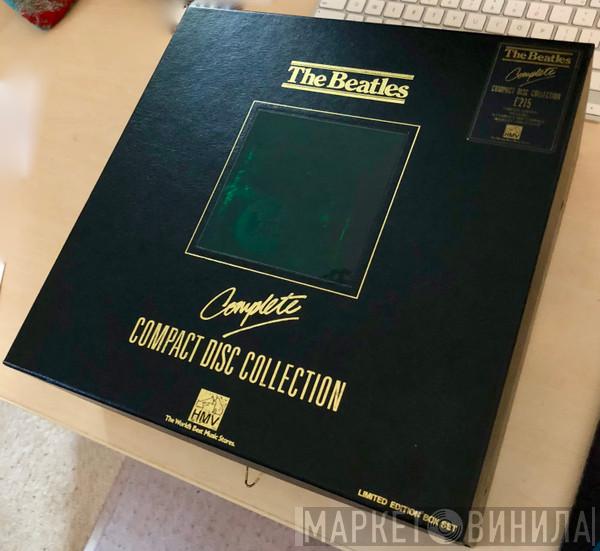 The Beatles
Complete
COMPACT DISC COLLECTION
HMV
The World's Best Music Stores.
LIMITED EDITION BOX SET
The Beatles
Complete
COMPACT DISC COLLECTION
£215
HMV
МАРКЕТ ВИНИЛА